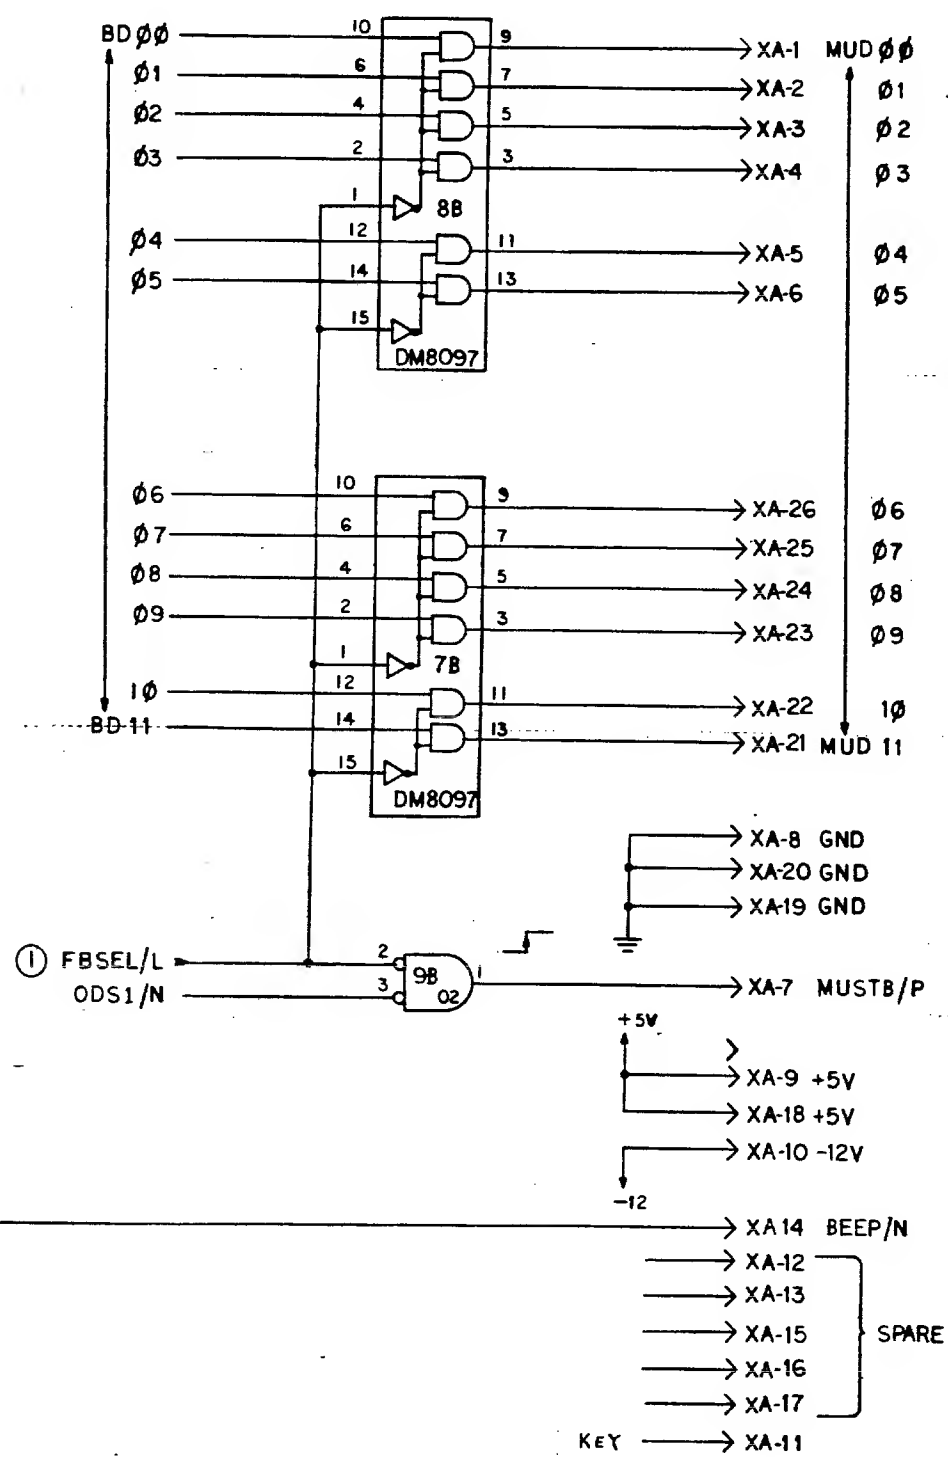 BD ØØ 10 9 XA-1 MUD ØØ
Ø1 6 7 XA-2 Ø1
Ø2 4 5 XA-3 Ø2
Ø3 2 3 XA-4 Ø3
1 8B
Ø4 12 11 XA-5 Ø4
Ø5 14 13 XA-6 Ø5
15
DM8097
Ø6 10 9 XA-26 Ø6
Ø7 6 7 XA-25 Ø7
Ø8 4 5 XA-24 Ø8
Ø9 2 3 XA-23 Ø9
1 7B
1Ø 12 11 XA-22 1Ø
BD 11 14 13 XA-21 MUD 11
15
DM8097
XA-8 GND
XA-20 GND
XA-19 GND
1 FBSEL/L 2 9B 1
ODS1/N 3 02 XA-7 MUSTB/P
+5V
XA-9 +5V
XA-18 +5V
XA-10 -12V
-12
XA14 BEEP/N
XA-12
XA-13
XA-15 SPARE
XA-16
XA-17
KEY XA-11